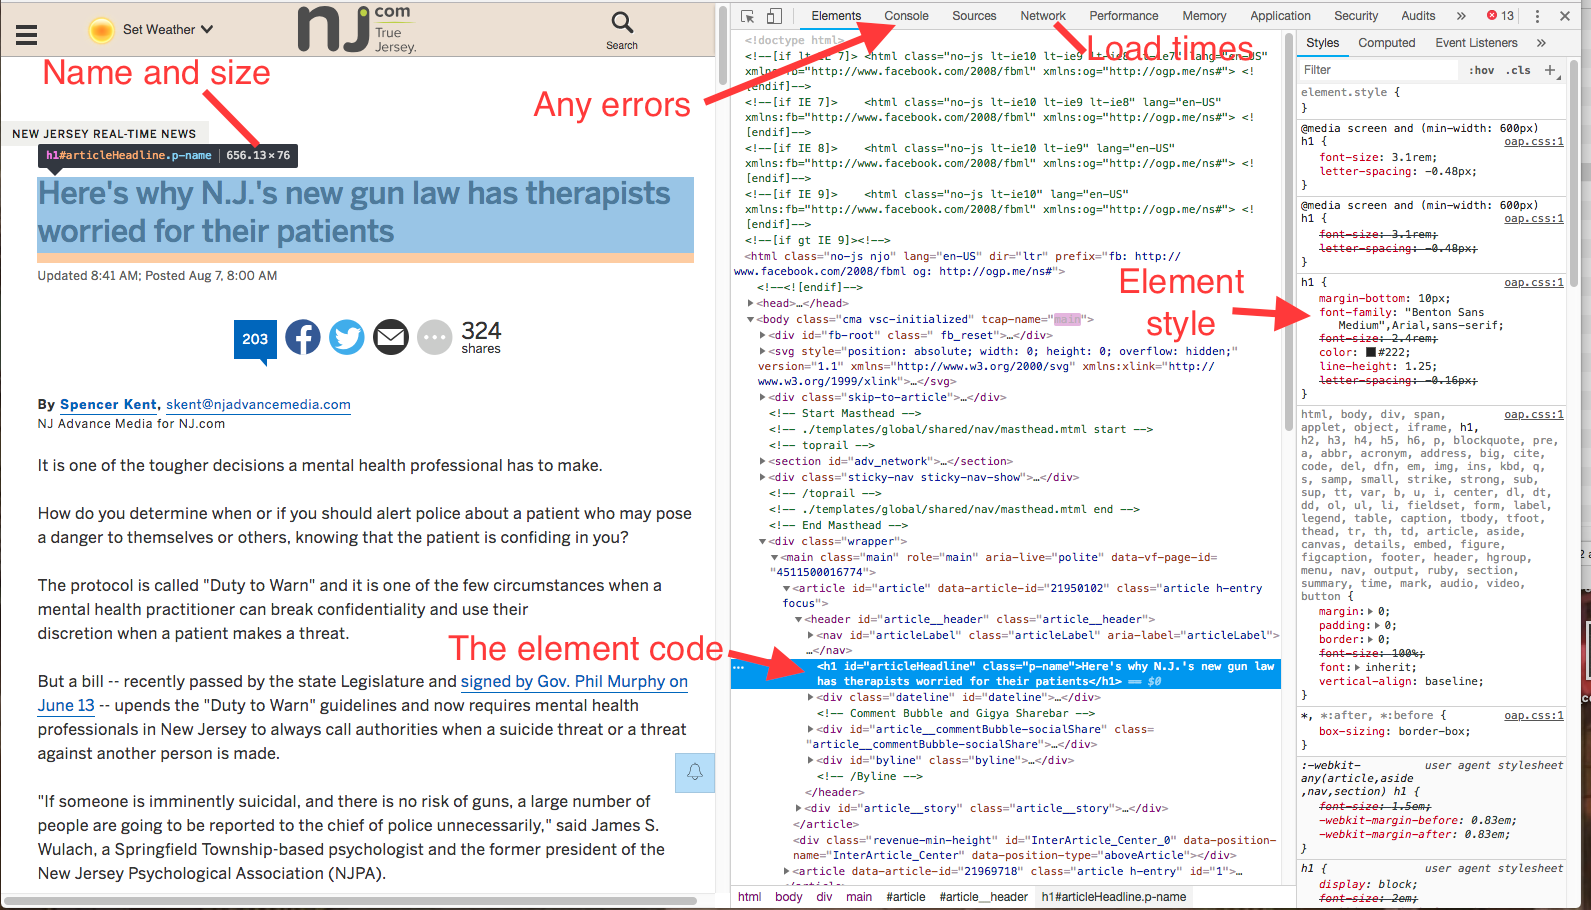 Set Weather
nj
com
True
Jersey.
Search
Name and size
Any errors
Load times
NEW JERSEY REAL-TIME NEWS
h1#articleHeadline.p-name | 656.13×76
Here's why N.J.'s new gun law has therapists
worried for their patients
Updated 8:41 AM; Posted Aug 7, 8:00 AM
203
324
shares
By Spencer Kent, skent@njadvancemedia.com
NJ Advance Media for NJ.com
It is one of the tougher decisions a mental health professional has to make.
How do you determine when or if you should alert police about a patient who may pose
a danger to themselves or others, knowing that the patient is confiding in you?
The protocol is called "Duty to Warn" and it is one of the few circumstances when a
mental health practitioner can break confidentiality and use their
discretion when a patient makes a threat.
The element code
But a bill -- recently passed by the state Legislature and signed by Gov. Phil Murphy on
June 13 -- upends the "Duty to Warn" guidelines and now requires mental health
professionals in New Jersey to always call authorities when a suicide threat or a threat
against another person is made.
"If someone is imminently suicidal, and there is no risk of guns, a large number of
people are going to be reported to the chief of police unnecessarily," said James S.
Wulach, a Springfield Township-based psychologist and the former president of the
New Jersey Psychological Association (NJPA).
Elements Console Sources Network Performance Memory Application Security Audits » 13
<!doctype html>
<!--[if lt IE 7]> <html class="no-js lt-ie10 lt-ie9 lt-ie8 lt-ie7" lang="en-US"
xmlns:fb="http://www.facebook.com/2008/fbml" xmlns:og="http://ogp.me/ns#"> <!
[endif]-->
<!--[if IE 7]> <html class="no-js lt-ie10 lt-ie9 lt-ie8" lang="en-US"
xmlns:fb="http://www.facebook.com/2008/fbml" xmlns:og="http://ogp.me/ns#"> <!
[endif]-->
<!--[if IE 8]> <html class="no-js lt-ie10 lt-ie9" lang="en-US"
xmlns:fb="http://www.facebook.com/2008/fbml" xmlns:og="http://ogp.me/ns#"> <!
[endif]-->
<!--[if IE 9]> <html class="no-js lt-ie10" lang="en-US"
xmlns:fb="http://www.facebook.com/2008/fbml" xmlns:og="http://ogp.me/ns#"> <!
[endif]-->
<!--[if gt IE 9]><!-->
<html class="no-js njo" lang="en-US" dir="ltr" prefix="fb: http://
www.facebook.com/2008/fbml og: http://ogp.me/ns#">
<!--<![endif]-->
<head>…</head>
<body class="cma vsc-initialized" tcap-name="main">
<div id="fb-root" class=" fb_reset">…</div>
<svg style="position: absolute; width: 0; height: 0; overflow: hidden;"
version="1.1" xmlns="http://www.w3.org/2000/svg" xmlns:xlink="http://
www.w3.org/1999/xlink">…</svg>
<div class="skip-to-article">…</div>
<!-- Start Masthead -->
<!-- ./templates/global/shared/nav/masthead.mtml start -->
<!-- toprail -->
<section id="adv_network">…</section>
<div class="sticky-nav sticky-nav-show">…</div>
<!-- /toprail -->
<!-- ./templates/global/shared/nav/masthead.mtml end -->
<!-- End Masthead -->
<div class="wrapper">
<main class="main" role="main" aria-live="polite" data-vf-page-id=
"4511500016774">
<article id="article" data-article-id="21950102" class="article h-entry
focus">
<header id="article__header" class="article__header">
<nav id="articleLabel" class="articleLabel" aria-label="articleLabel">
…</nav>
<h1 id="articleHeadline" class="p-name">Here's why N.J.'s new gun law
has therapists worried for their patients</h1> == $0
<div class="dateline" id="dateline">…</div>
<!-- Comment Bubble and Gigya Sharebar -->
<div id="article__commentBubble-socialShare" class=
"article__commentBubble-socialShare">…</div>
<div id="byline" class="byline">…</div>
<!-- /Byline -->
</header>
<div id="article__story" class="article__story">…</div>
</article>
<div class="revenue-min-height" id="InterArticle_Center_0" data-position-
name="InterArticle_Center" data-position-type="aboveArticle"></div>
<article data-article-id="21969718" class="article h-entry" id="1">…
</article>
html body div main #article #article__header h1#articleHeadline.p-name
Element
style
Styles Computed Event Listeners »
Filter :hov .cls +
element.style {
}
@media screen and (min-width: 600px)
h1 { oap.css:1
font-size: 3.1rem;
letter-spacing: -0.48px;
}
@media screen and (min-width: 600px)
h1 { oap.css:1
font-size: 3.1rem;
letter-spacing: -0.48px;
}
h1 { oap.css:1
margin-bottom: 10px;
font-family: "Benton Sans
Medium",Arial,sans-serif;
font-size: 2.4rem;
color: #222;
line-height: 1.25;
letter-spacing: -0.16px;
}
html, body, div, span, oap.css:1
applet, object, iframe, h1,
h2, h3, h4, h5, h6, p, blockquote, pre,
a, abbr, acronym, address, big, cite,
code, del, dfn, em, img, ins, kbd, q,
s, samp, small, strike, strong, sub,
sup, tt, var, b, u, i, center, dl, dt,
dd, ol, ul, li, fieldset, form, label,
legend, table, caption, tbody, tfoot,
thead, tr, th, td, article, aside,
canvas, details, embed, figure,
figcaption, footer, header, hgroup,
menu, nav, output, ruby, section,
summary, time, mark, audio, video,
button {
margin: 0;
padding: 0;
border: 0;
font-size: 100%;
font: inherit;
vertical-align: baseline;
}
*, *:after, *:before { oap.css:1
box-sizing: border-box;
}
:-webkit- user agent stylesheet
any(article,aside
,nav,section) h1 {
font-size: 1.5em;
-webkit-margin-before: 0.83em;
-webkit-margin-after: 0.83em;
}
h1 { user agent stylesheet
display: block;
font-size: 2em;